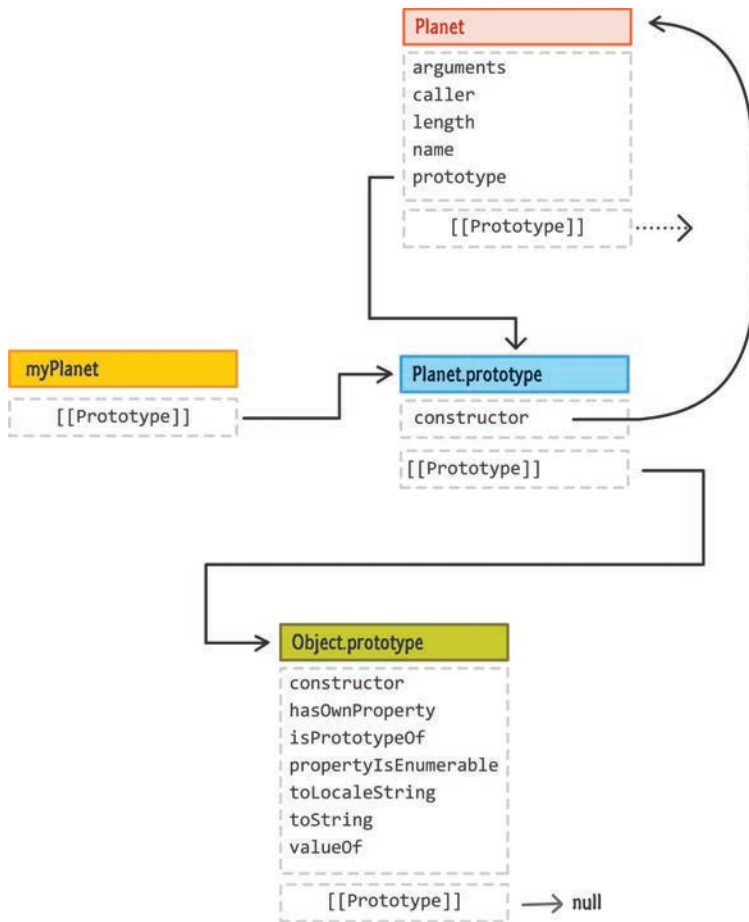 Planet
arguments
caller
length
name
prototype
[[Prototype]]
myPlanet
[[Prototype]]
Planet.prototype
constructor
[[Prototype]]
Object.prototype
constructor
hasOwnProperty
isPrototypeOf
propertyIsEnumerable
toLocaleString
toString
valueOf
[[Prototype]]
null